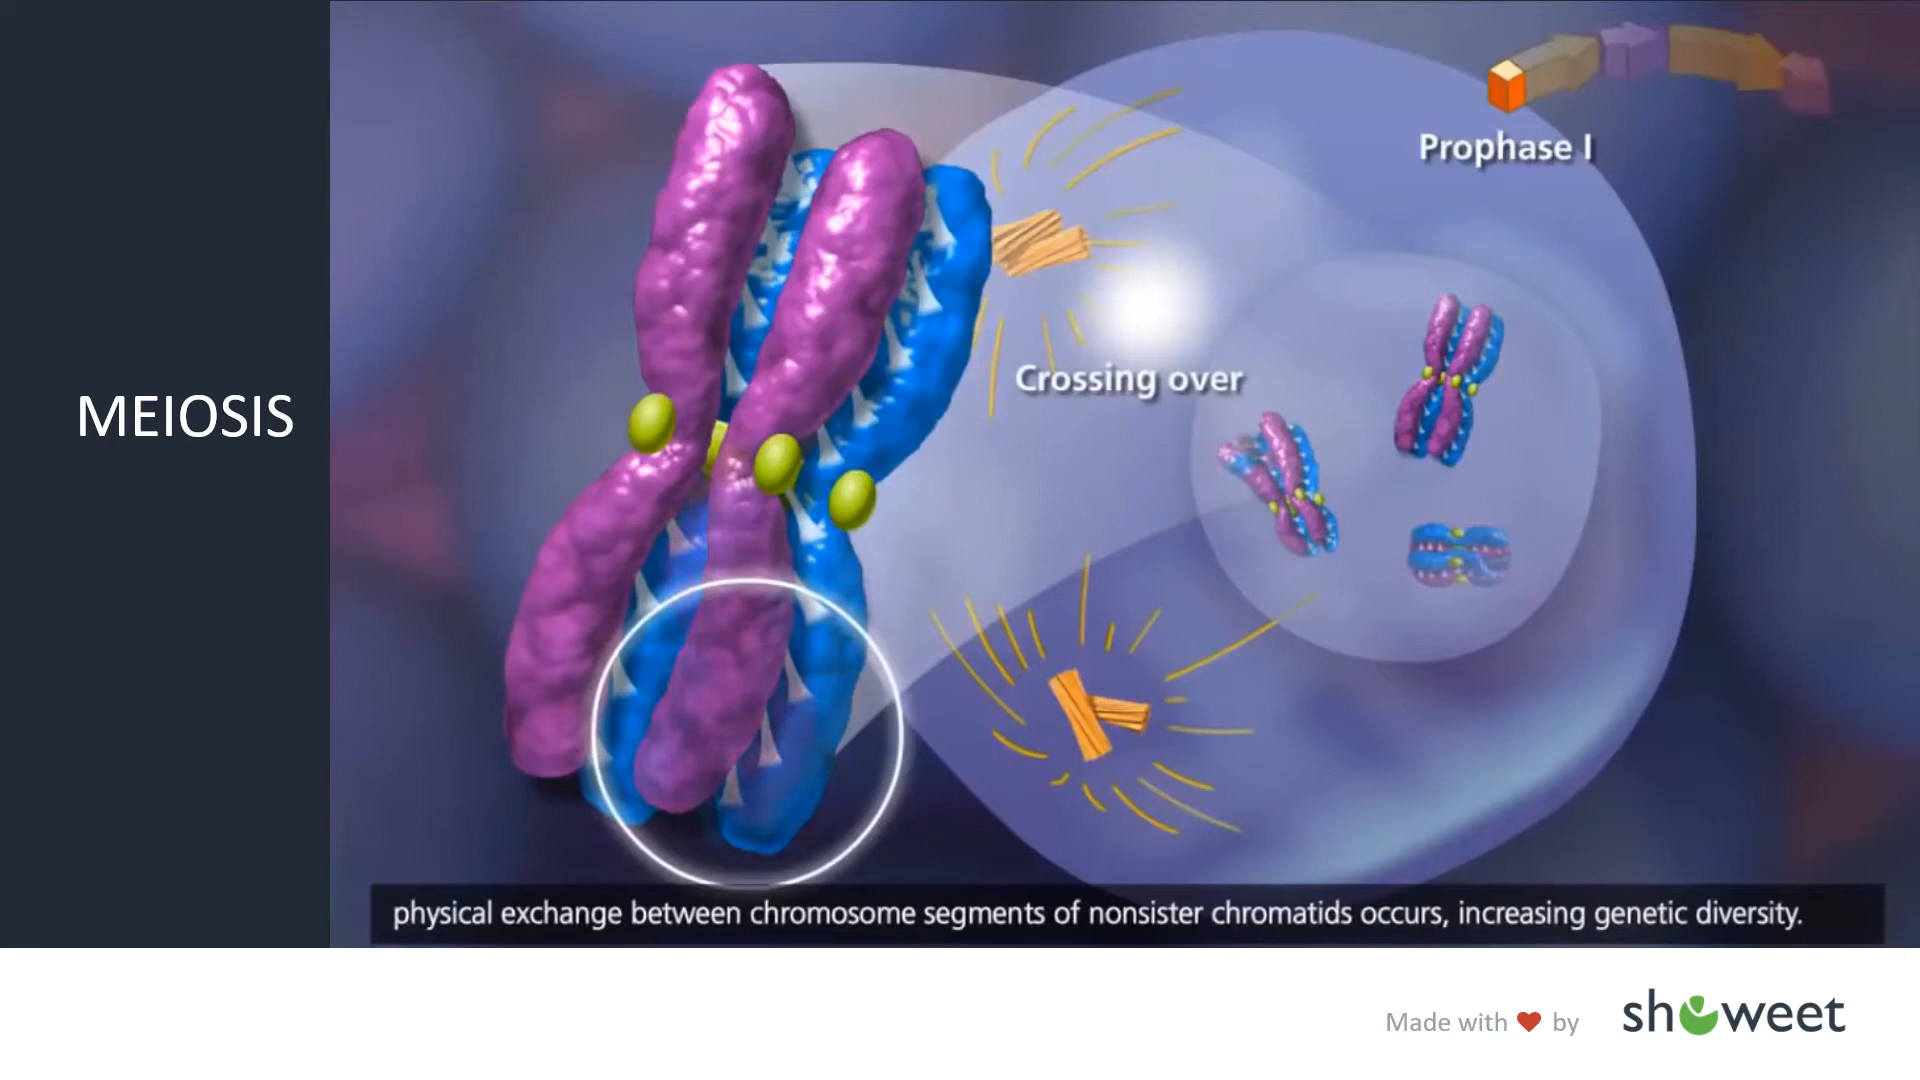 MEIOSIS
Prophase I
Crossing over
physical exchange between chromosome segments of nonsister chromatids occurs, increasing genetic diversity.
Made with ❤ by showeet